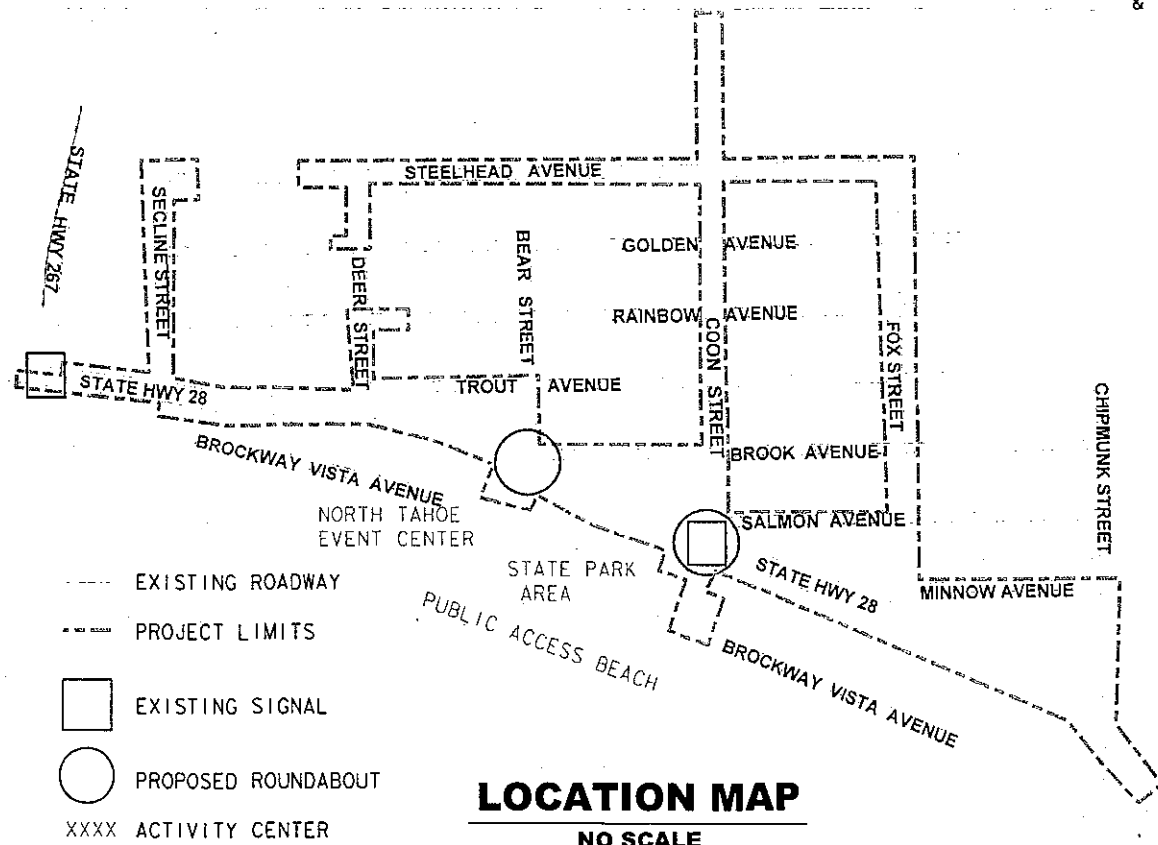 &
STATE HWY 267
SECLINE STREET
STEELHEAD AVENUE
DEER STREET
BEAR STREET
GOLDEN AVENUE
RAINBOW AVENUE
COON STREET
FOX STREET
CHIPMUNK STREET
STATE HWY 28
TROUT AVENUE
BROCKWAY VISTA AVENUE
BROOK AVENUE
NORTH TAHOE
EVENT CENTER
SALMON AVENUE
STATE PARK
AREA
STATE HWY 28
MINNOW AVENUE
PUBLIC ACCESS BEACH
BROCKWAY VISTA AVENUE
EXISTING ROADWAY
PROJECT LIMITS
EXISTING SIGNAL
PROPOSED ROUNDABOUT
XXXX ACTIVITY CENTER
LOCATION MAP
NO SCALE